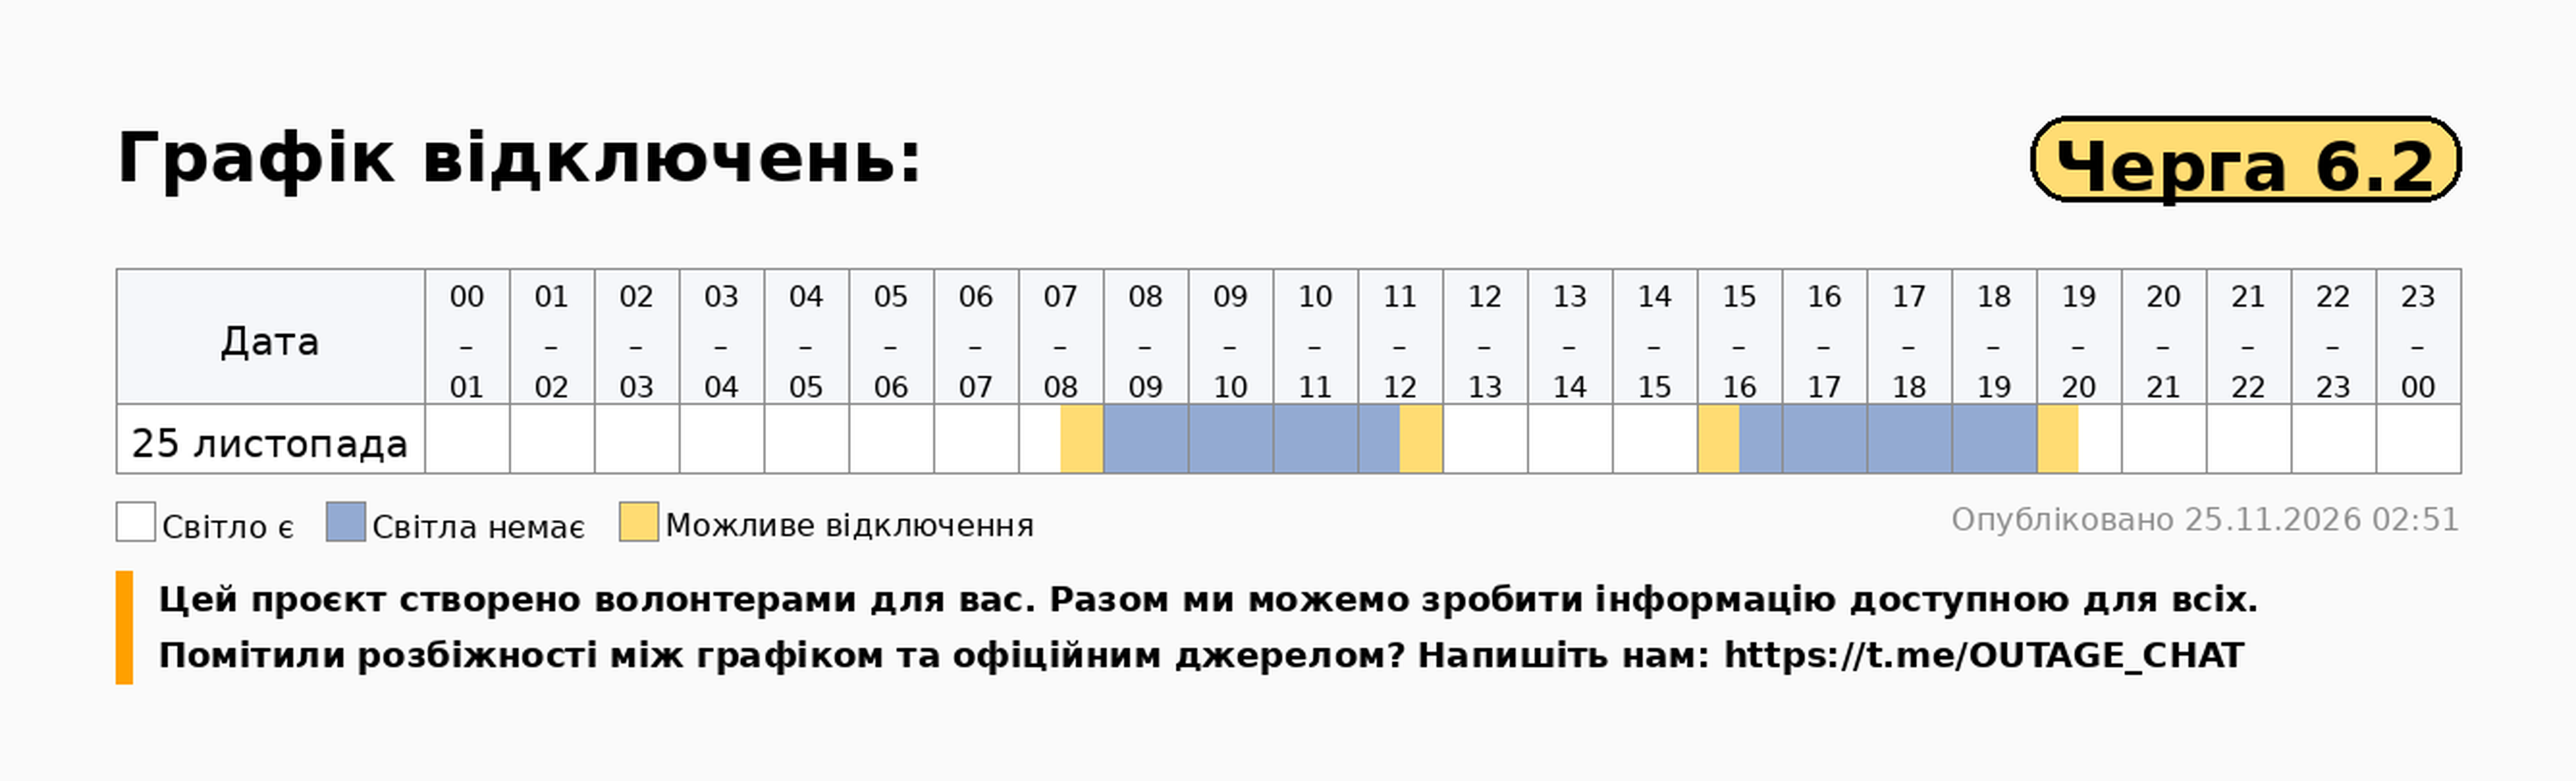 Графік відключень:
Черга 6.2
Дата
00 – 01
01 – 02
02 – 03
03 – 04
04 – 05
05 – 06
06 – 07
07 – 08
08 – 09
09 – 10
10 – 11
11 – 12
12 – 13
13 – 14
14 – 15
15 – 16
16 – 17
17 – 18
18 – 19
19 – 20
20 – 21
21 – 22
22 – 23
23 – 00
25 листопада
Світло є
Світла немає
Можливе відключення
Опубліковано 25.11.2026 02:51
Цей проєкт створено волонтерами для вас. Разом ми можемо зробити інформацію доступною для всіх.
Помітили розбіжності між графіком та офіційним джерелом? Напишіть нам: https://t.me/OUTAGE_CHAT